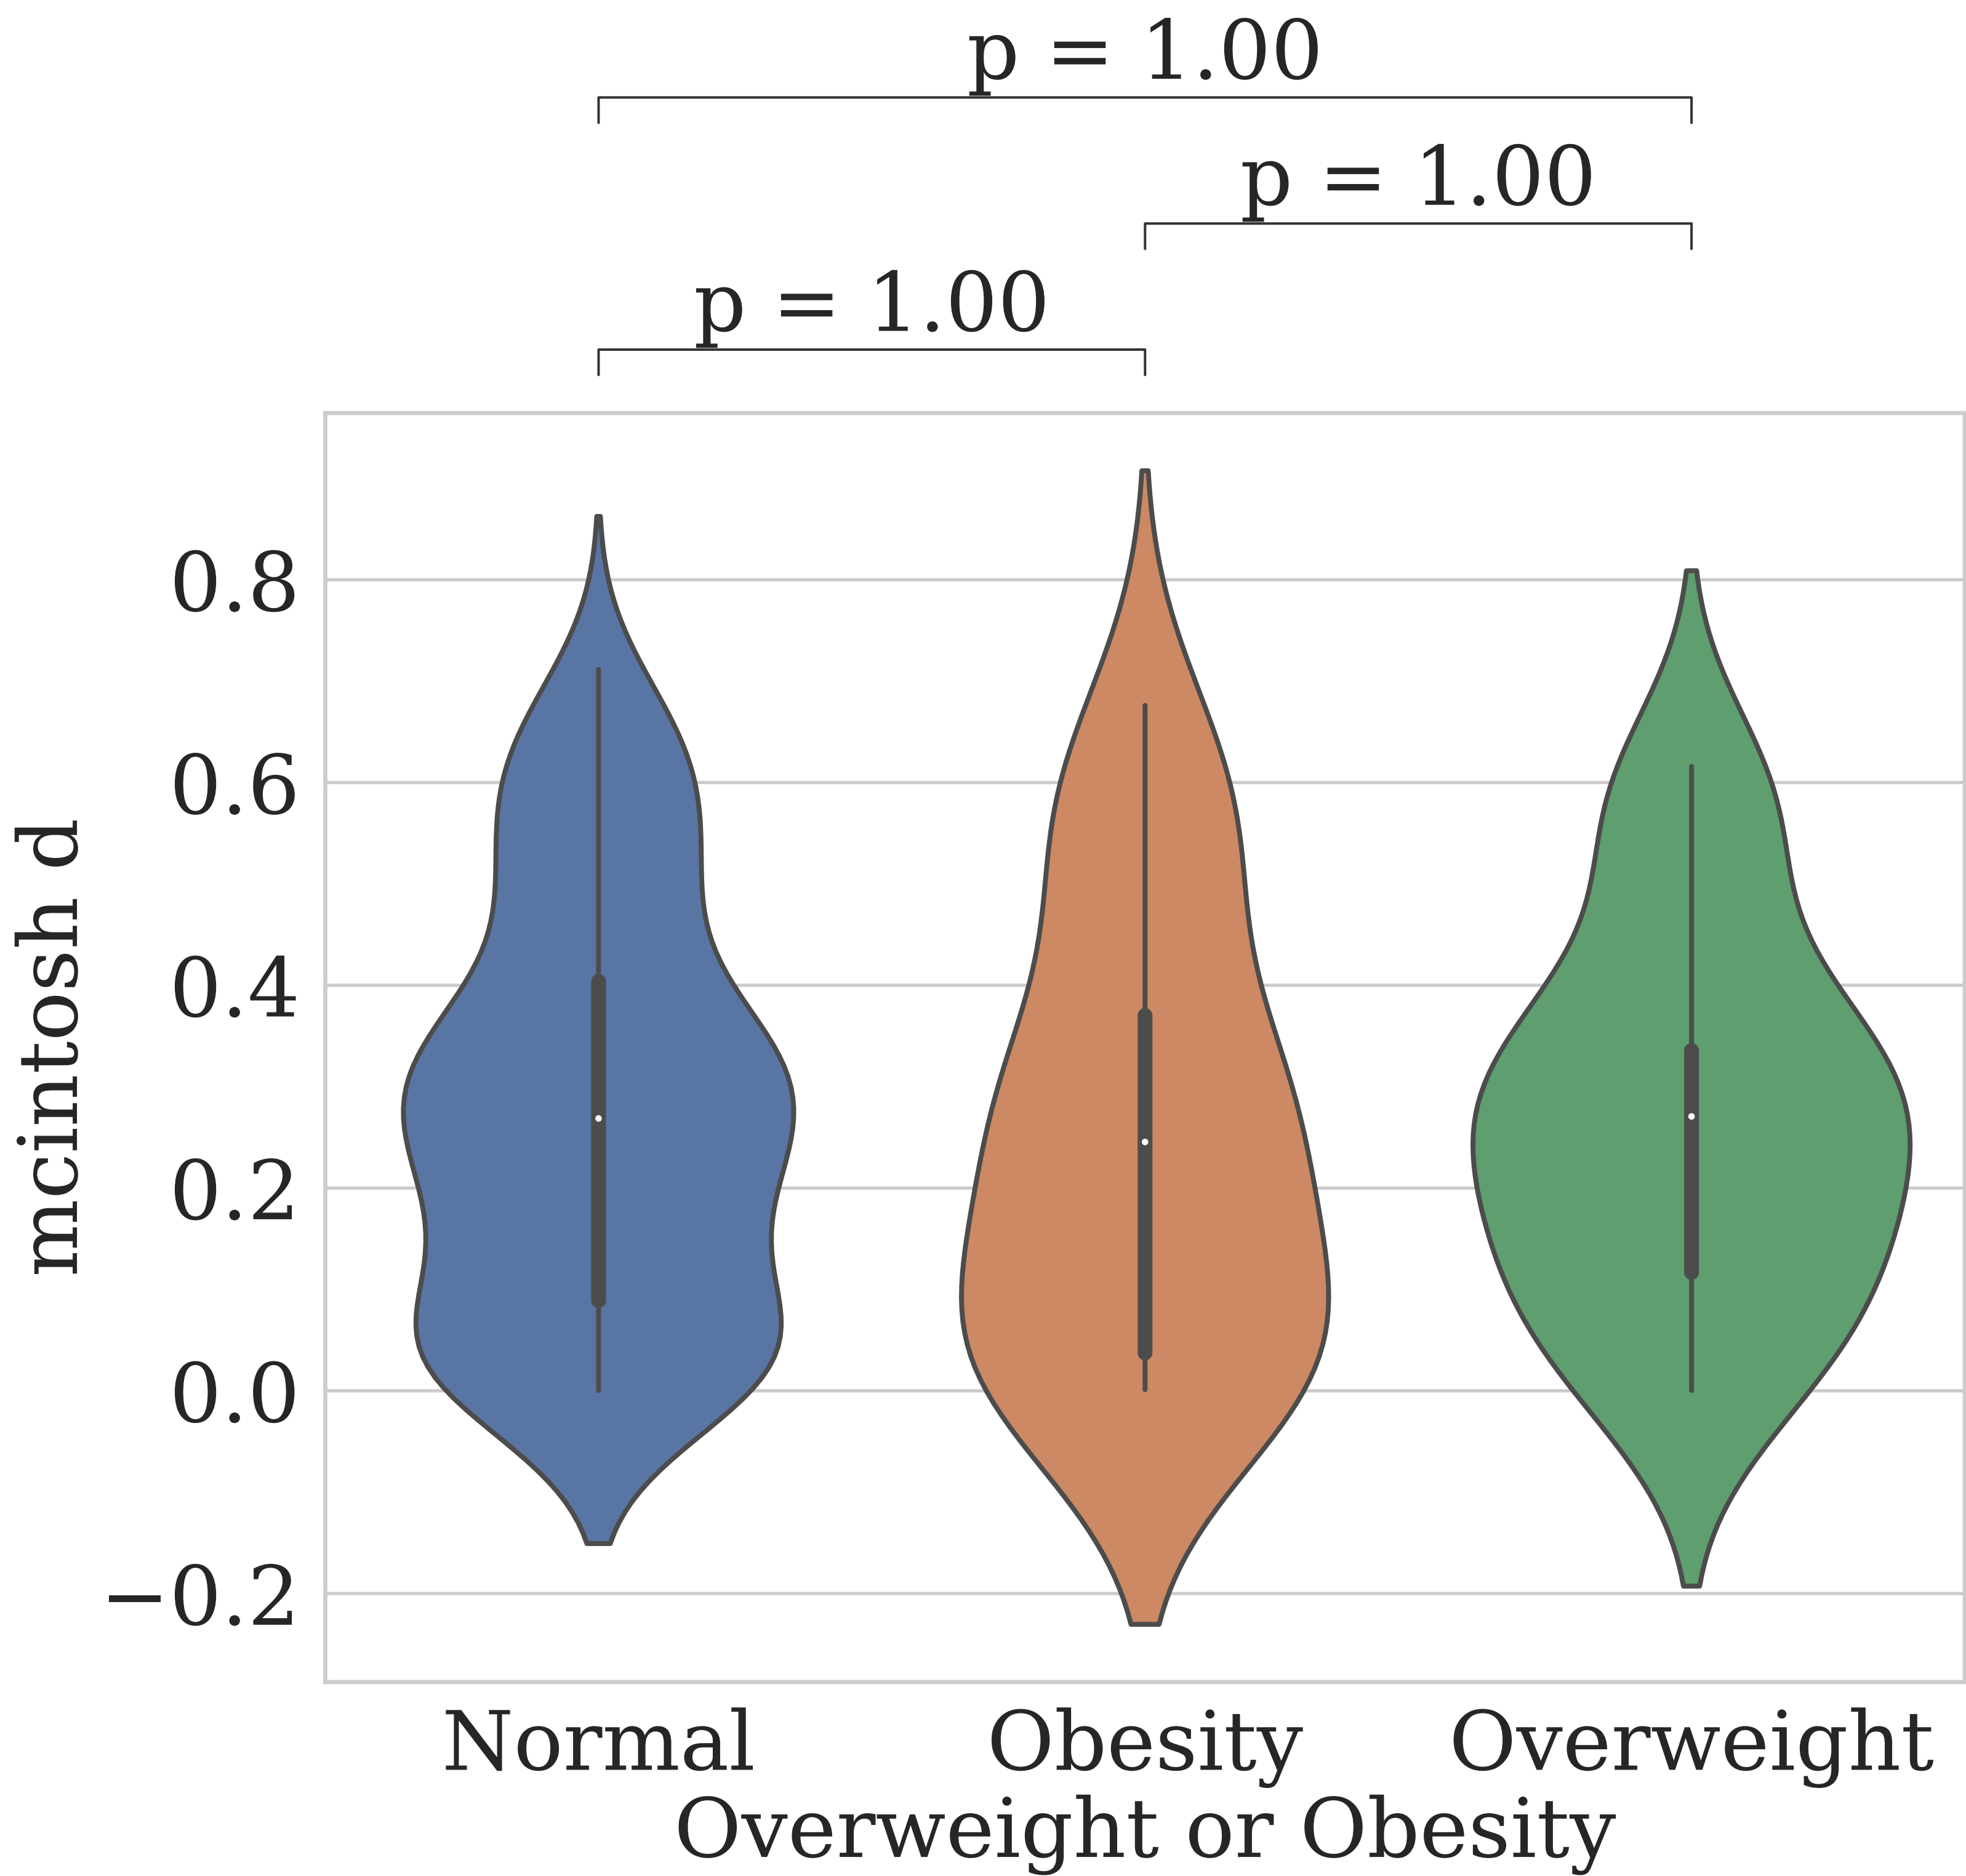 p = 1.00
p = 1.00
p = 1.00
0.8
0.6
0.4
0.2
0.0
−0.2
mcintosh d
Normal Obesity Overweight
Overweight or Obesity